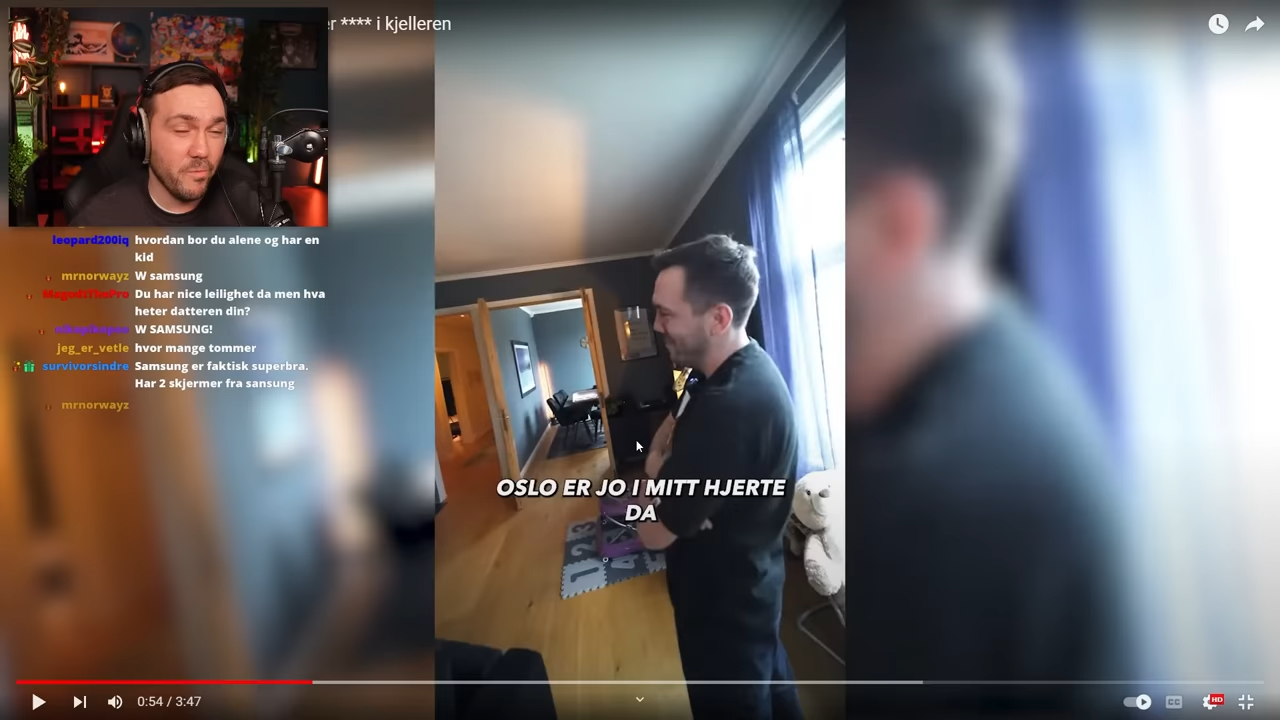 er **** i kjelleren
leopard200iq hvordan bor du alene og har en
kid
mrnorwayz W samsung
Du har nice leilighet da men hva
heter datteren din?
W SAMSUNG!
jeg_er_vetle hvor mange tommer
survivorsindre Samsung er faktisk superbra.
Har 2 skjermer fra sansung
mrnorwayz
OSLO ER JO I MITT HJERTE
DA
0:54 / 3:47
CC
HD